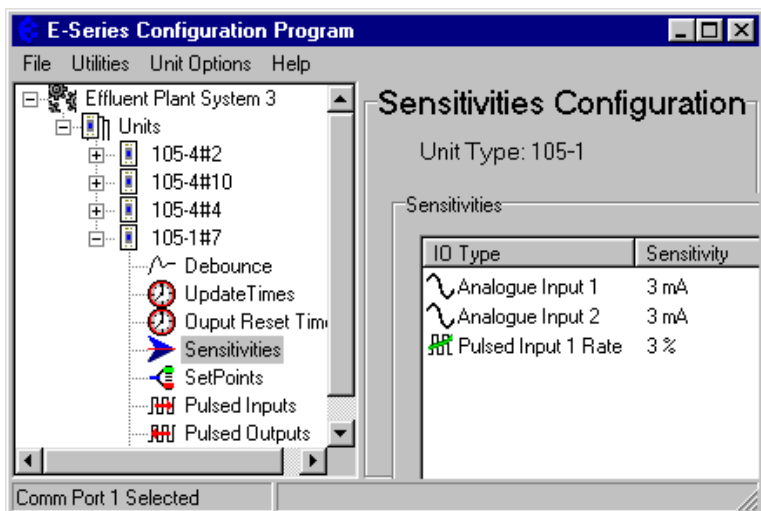 E-Series Configuration Program
File Utilities Unit Options Help
Effluent Plant System 3
Units
105-4#2
105-4#10
105-4#4
105-1#7
Debounce
UpdateTimes
Ouput Reset Tim
Sensitivities
SetPoints
Pulsed Inputs
Pulsed Outputs
Sensitivities Configuration
Unit Type: 105-1
Sensitivities
IO Type Sensitivity
Analogue Input 1 3 mA
Analogue Input 2 3 mA
Pulsed Input 1 Rate 3 %
Comm Port 1 Selected